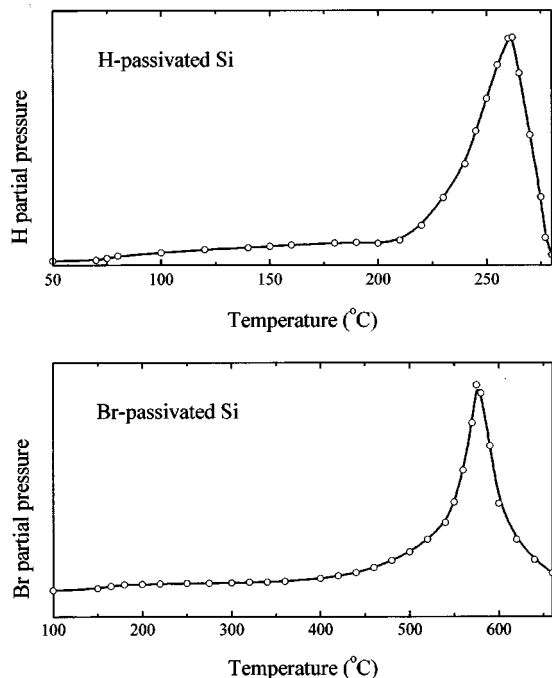 H-passivated Si
H partial pressure
50 100 150 200 250
Temperature (°C)
Br-passivated Si
Br partial pressure
100 200 300 400 500 600
Temperature (°C)